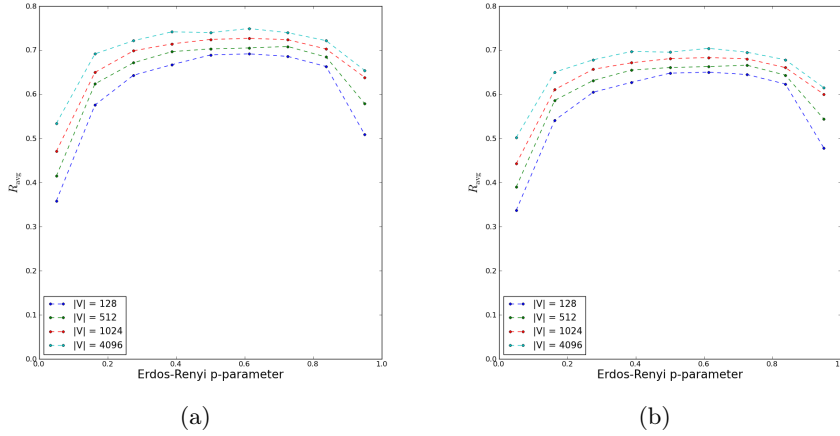 0.8
0.7
0.6
0.5
0.4
0.3
0.2
0.1
0.0
R_avg
|V| = 128
|V| = 512
|V| = 1024
|V| = 4096
0.0 0.2 0.4 0.6 0.8 1.0
Erdos-Renyi p-parameter
(a)
0.8
0.7
0.6
0.5
0.4
0.3
0.2
0.1
0.0
R_avg
|V| = 128
|V| = 512
|V| = 1024
|V| = 4096
0.0 0.2 0.4 0.6 0.8
Erdos-Renyi p-parameter
(b)